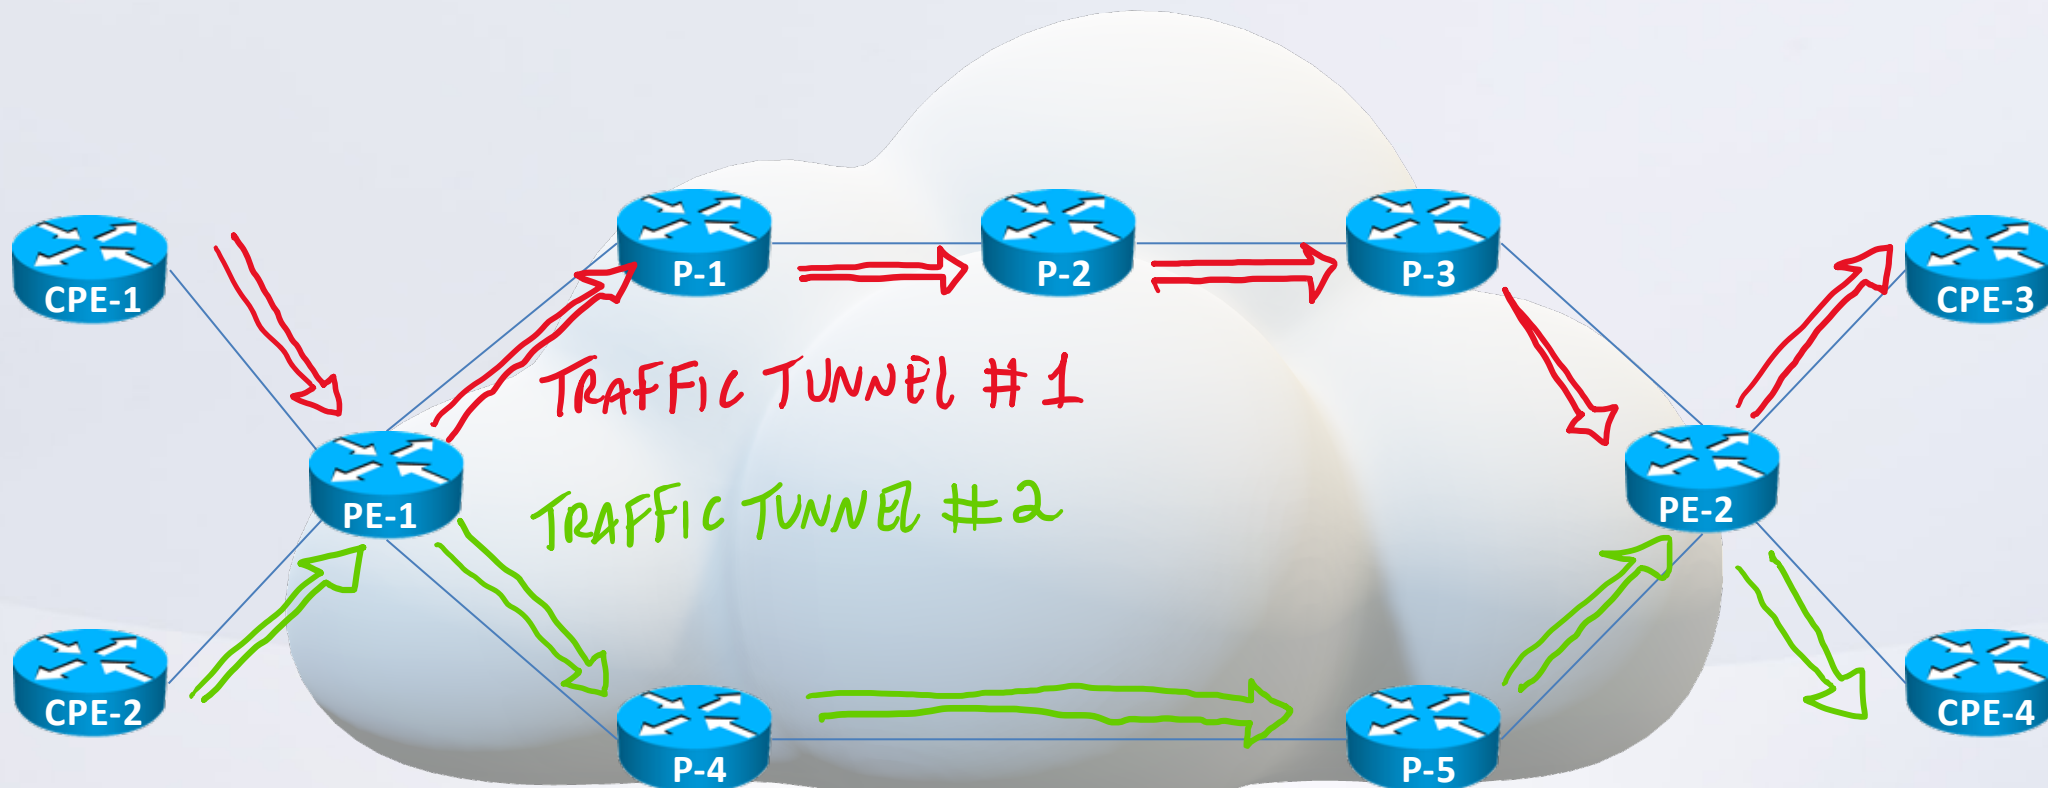 P-1
P-2
P-3
CPE-1
CPE-3
TRAFFIC TUNNEL #1
PE-1
PE-2
TRAFFIC TUNNEL #2
CPE-2
CPE-4
P-4
P-5